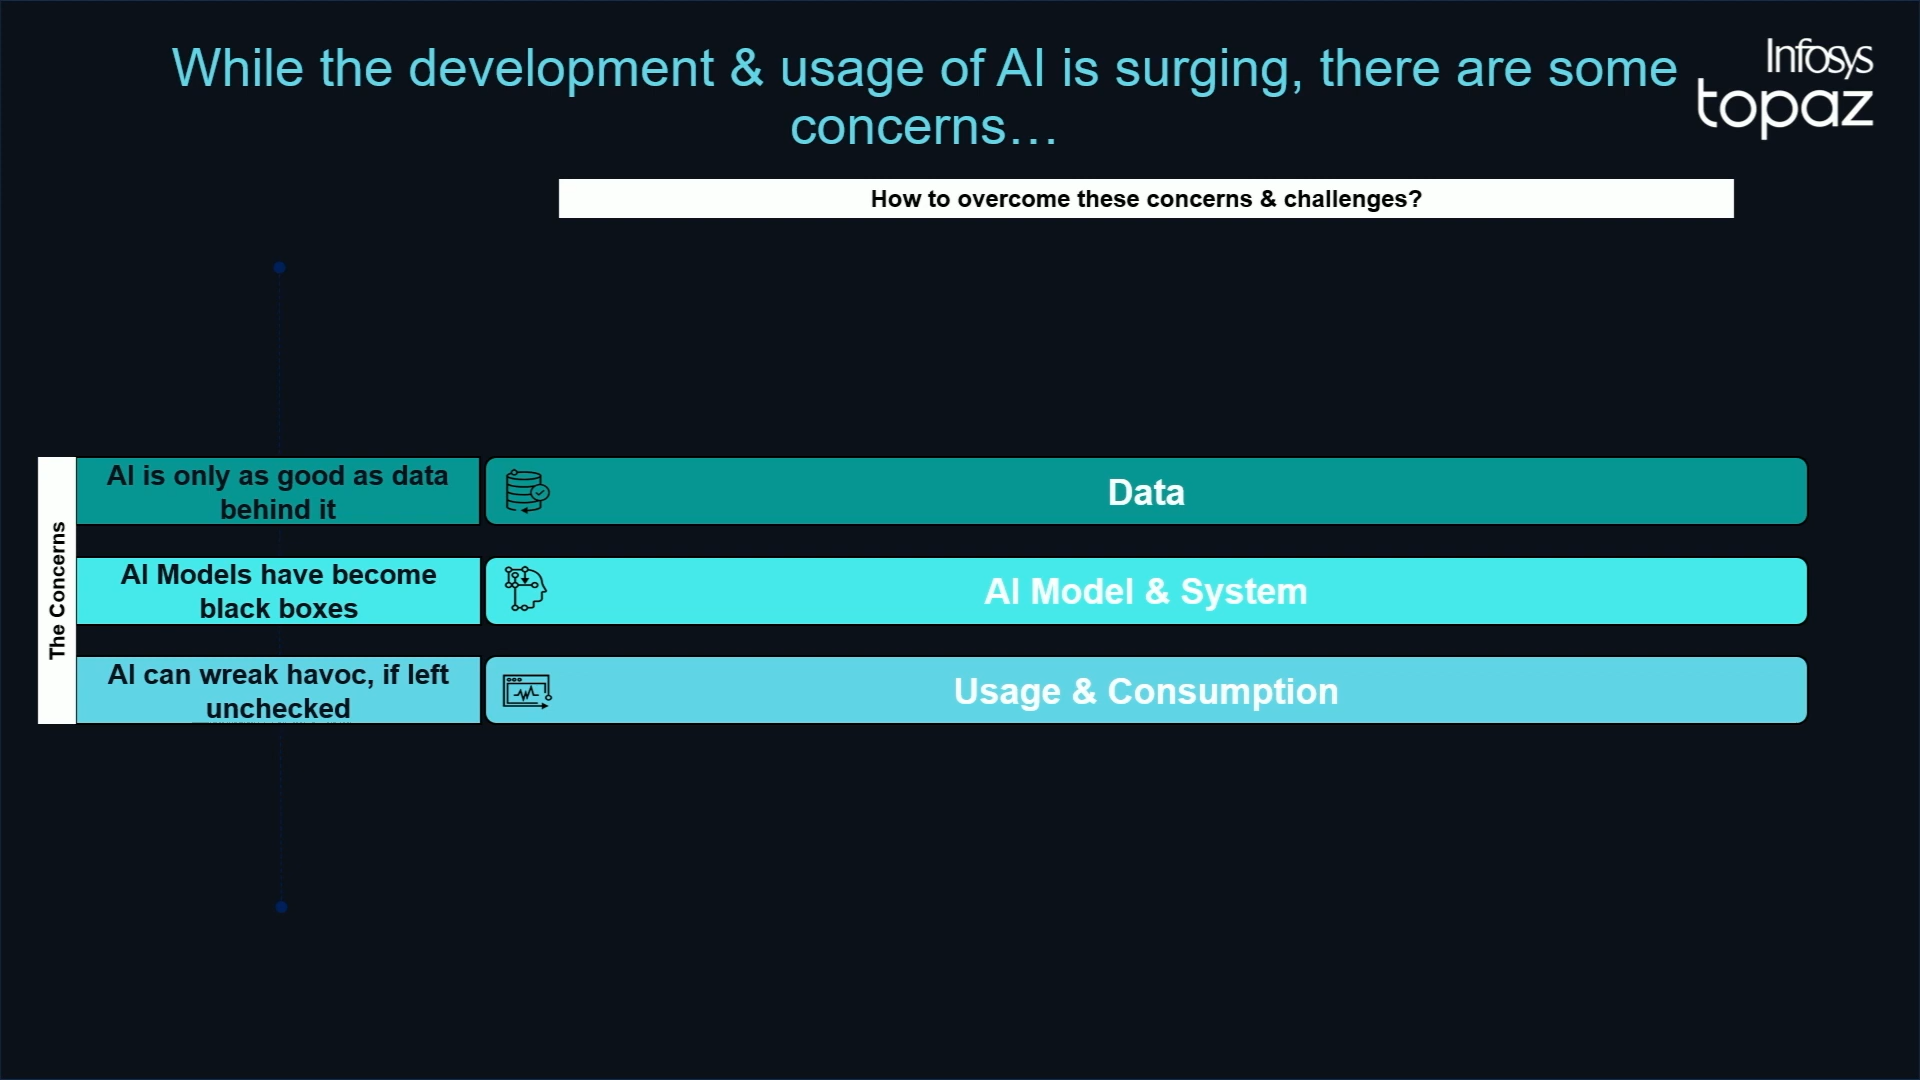 While the development & usage of AI is surging, there are some
concerns…
Infosys
topaz
How to overcome these concerns & challenges?
The Concerns
AI is only as good as data
behind it
Data
AI Models have become
black boxes
AI Model & System
AI can wreak havoc, if left
unchecked
Usage & Consumption